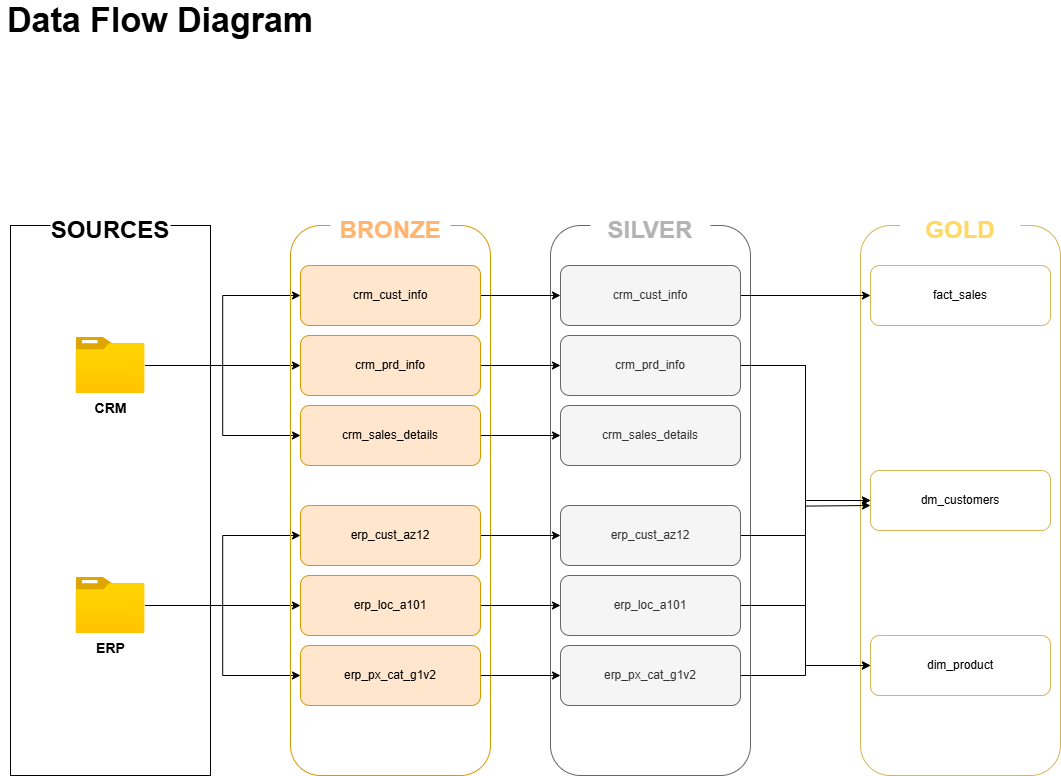 Data Flow Diagram
SOURCES
CRM
ERP
BRONZE
crm_cust_info
crm_prd_info
crm_sales_details
erp_cust_az12
erp_loc_a101
erp_px_cat_g1v2
SILVER
crm_cust_info
crm_prd_info
crm_sales_details
erp_cust_az12
erp_loc_a101
erp_px_cat_g1v2
GOLD
fact_sales
dm_customers
dim_product